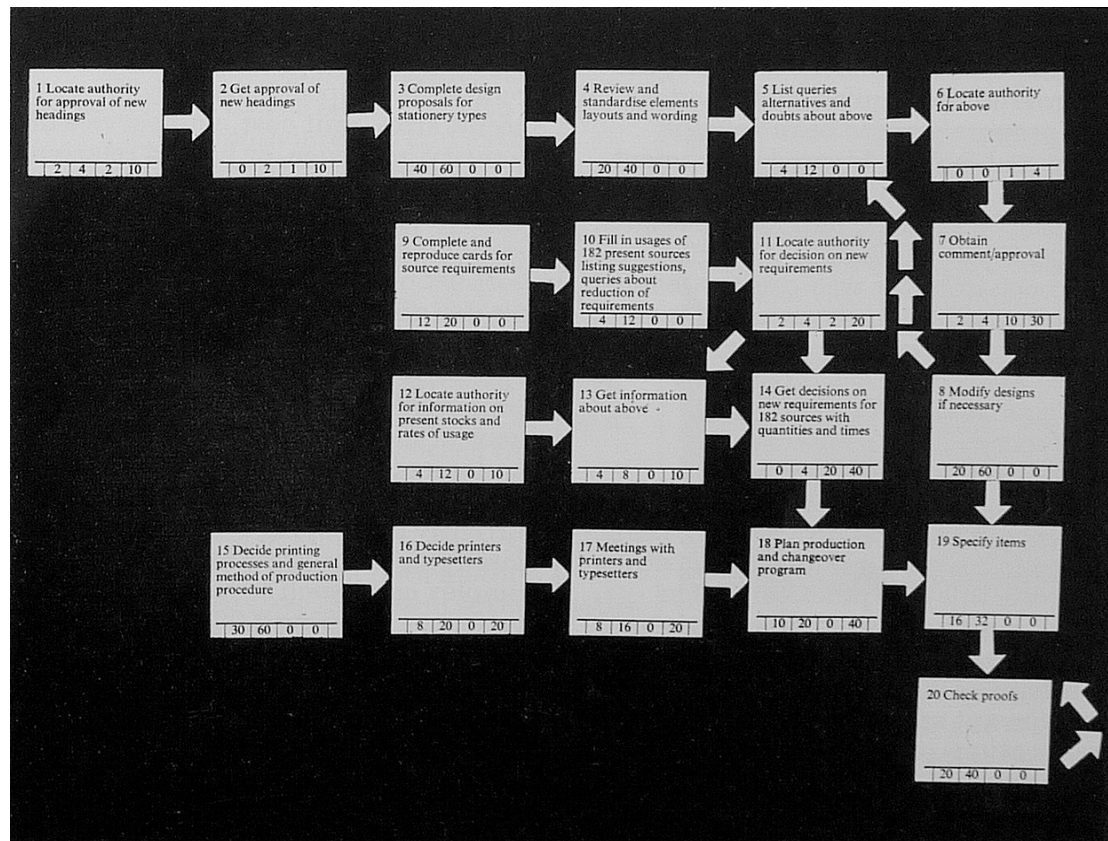 1 Locate authority
for approval of new
headings
2 4 2 10
2 Get approval of
new headings
0 2 1 10
3 Complete design
proposals for
stationery types
40 60 0 0
4 Review and
standardise elements
layouts and wording
20 40 0 0
5 List queries
alternatives and
doubts about above
4 12 0 0
6 Locate authority
for above
0 0 1 4
9 Complete and
reproduce cards for
source requirements
12 20 0 0
10 Fill in usages of
182 present sources
listing suggestions,
queries about
reduction of
requirements
4 12 0 0
11 Locate authority
for decision on new
requirements
2 4 2 20
7 Obtain
comment/approval
2 4 10 30
12 Locate authority
for information on
present stocks and
rates of usage
4 12 0 10
13 Get information
about above
4 8 0 10
14 Get decisions on
new requirements for
182 sources with
quantities and times
0 4 20 40
8 Modify designs
if necessary
20 60 0 0
15 Decide printing
processes and general
method of production
procedure
30 60 0 0
16 Decide printers
and typesetters
8 20 0 20
17 Meetings with
printers and
typesetters
8 16 0 20
18 Plan production
and changeover
program
10 20 0 40
19 Specify items
16 32 0 0
20 Check proofs
20 40 0 0